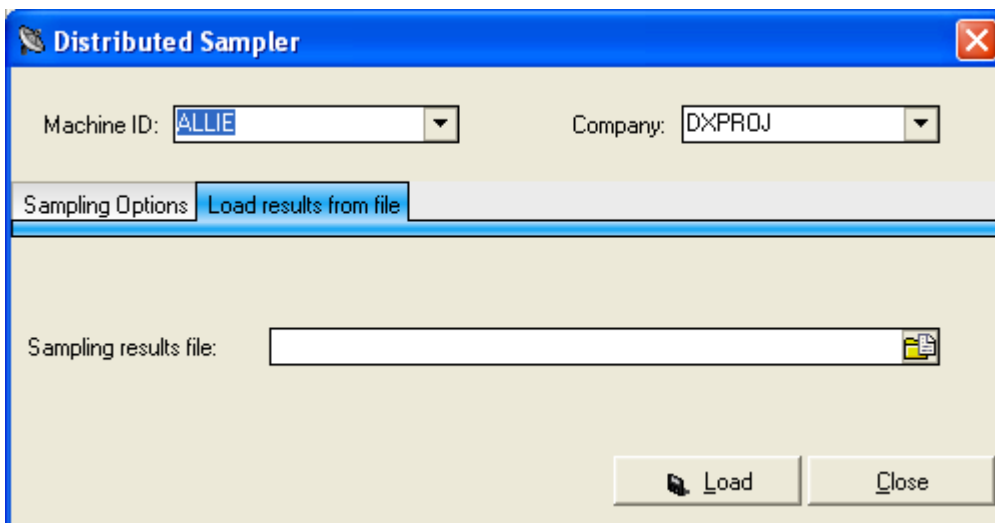 Distributed Sampler
Machine ID: ALLIE Company: DXPROJ
Sampling Options Load results from file
Sampling results file:
Load Close